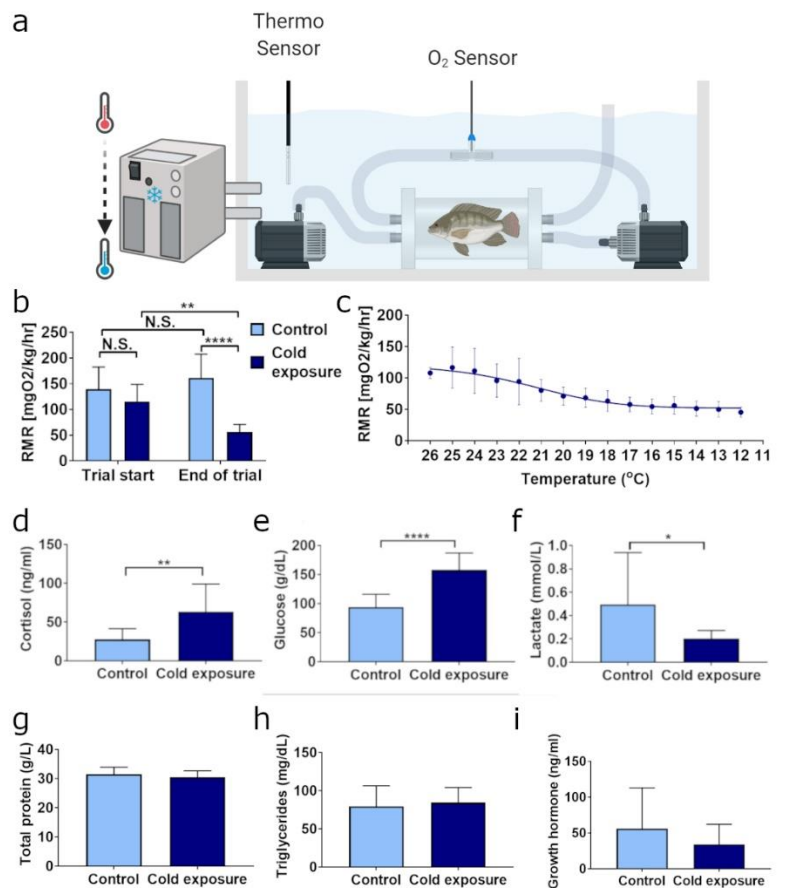 a
Thermo
Sensor
O₂ Sensor
b
RMR [mgO2/kg/hr]
250
200
150
100
50
0
N.S.
N.S.
**
****
Control
Cold
exposure
Trial start
End of trial
c
RMR [mgO2/kg/hr]
200
150
100
50
0
26 25 24 23 22 21 20 19 18 17 16 15 14 13 12 11
Temperature (°C)
d
Cortisol (ng/ml)
150
100
50
0
**
Control Cold exposure
e
Glucose (g/dL)
200
150
100
50
0
****
Control Cold exposure
f
Lactate (mmol/L)
1.0
0.8
0.6
0.4
0.2
0.0
*
Control Cold exposure
g
Total protein (g/L)
40
30
20
10
0
Control Cold exposure
h
Triglycerides (mg/dL)
150
100
50
0
Control Cold exposure
i
Growth hormone (ng/ml)
150
100
50
0
Control Cold exposure